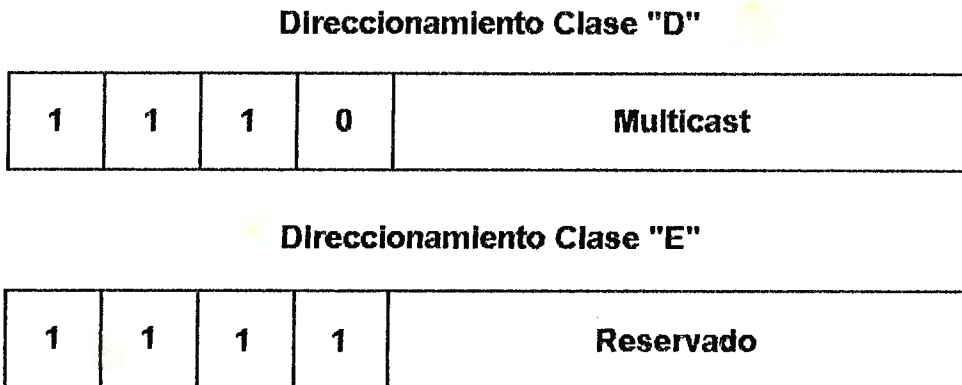 Direccionamiento Clase "D"
1 1 1 0 Multicast
Direccionamiento Clase "E"
1 1 1 1 Reservado